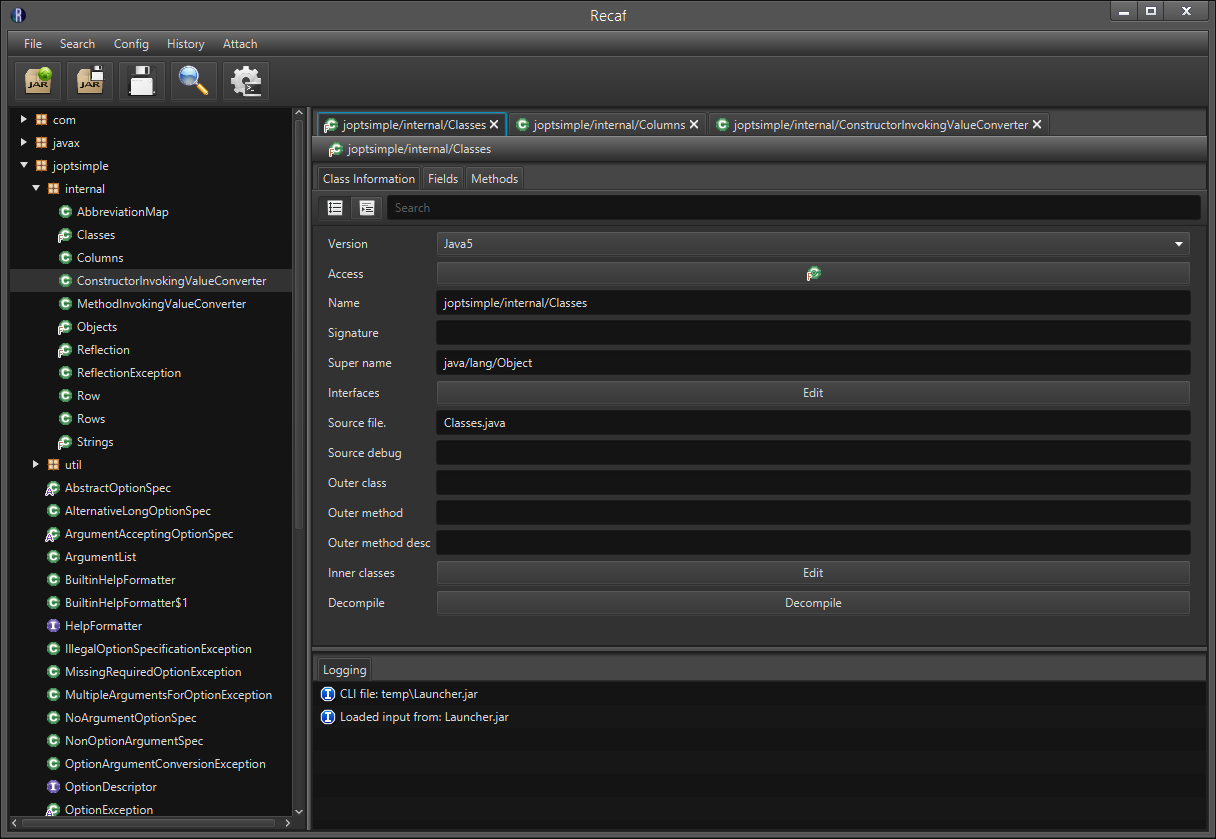 Recaf
File Search Config History Attach
JAR JAR
com
javax
joptsimple
internal
AbbreviationMap
Classes
Columns
ConstructorInvokingValueConverter
MethodInvokingValueConverter
Objects
Reflection
ReflectionException
Row
Rows
Strings
util
AbstractOptionSpec
AlternativeLongOptionSpec
ArgumentAcceptingOptionSpec
ArgumentList
BuiltinHelpFormatter
BuiltinHelpFormatter$1
HelpFormatter
IllegalOptionSpecificationException
MissingRequiredOptionException
MultipleArgumentsForOptionException
NoArgumentOptionSpec
NonOptionArgumentSpec
OptionArgumentConversionException
OptionDescriptor
OptionException
joptsimple/internal/Classes joptsimple/internal/Columns joptsimple/internal/ConstructorInvokingValueConverter
joptsimple/internal/Classes
Class Information Fields Methods
Search
Version Java5
Access
Name joptsimple/internal/Classes
Signature
Super name java/lang/Object
Interfaces Edit
Source file. Classes.java
Source debug
Outer class
Outer method
Outer method desc
Inner classes Edit
Decompile Decompile
Logging
CLI file: temp\Launcher.jar
Loaded input from: Launcher.jar